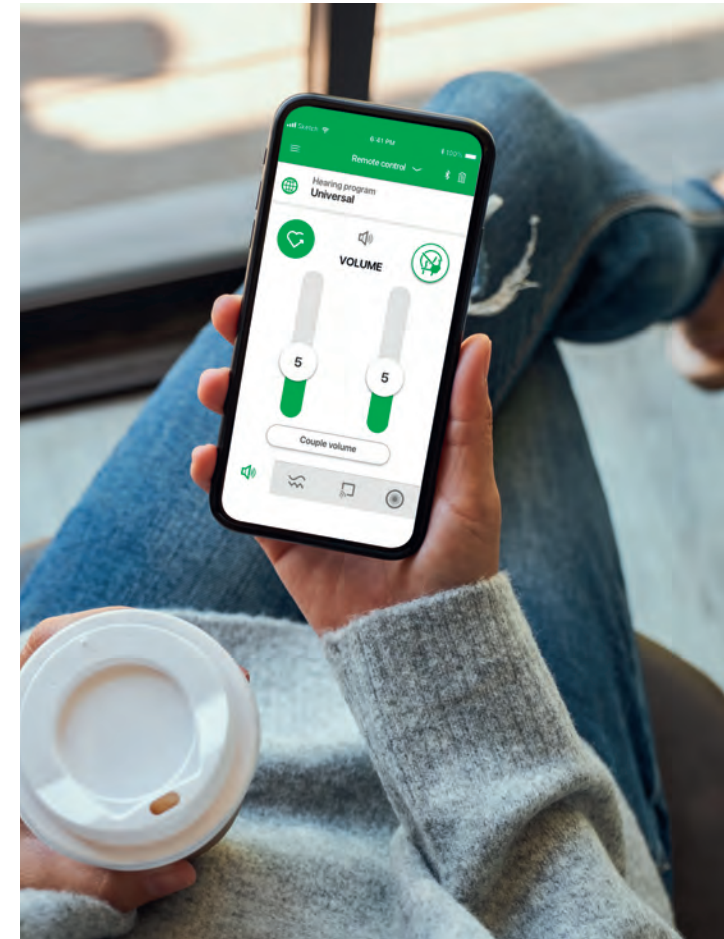 Sketch
6:41 PM
100%
Remote control
Hearing program
Universal
VOLUME
5
5
Couple volume